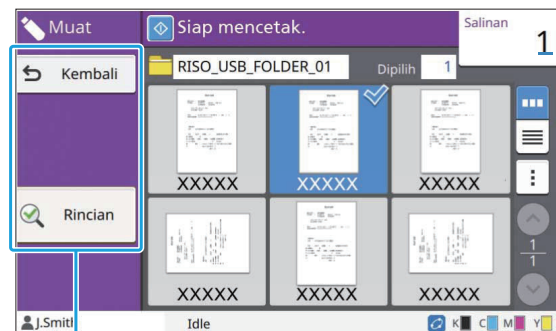 Muat
Siap mencetak.
Salinan
1
Kembali
RISO_USB_FOLDER_01
Dipilih 1
XXXXX XXXXX XXXXX
Rincian
1
1
XXXXX XXXXX XXXXX
J.Smith
Idle
K C M Y